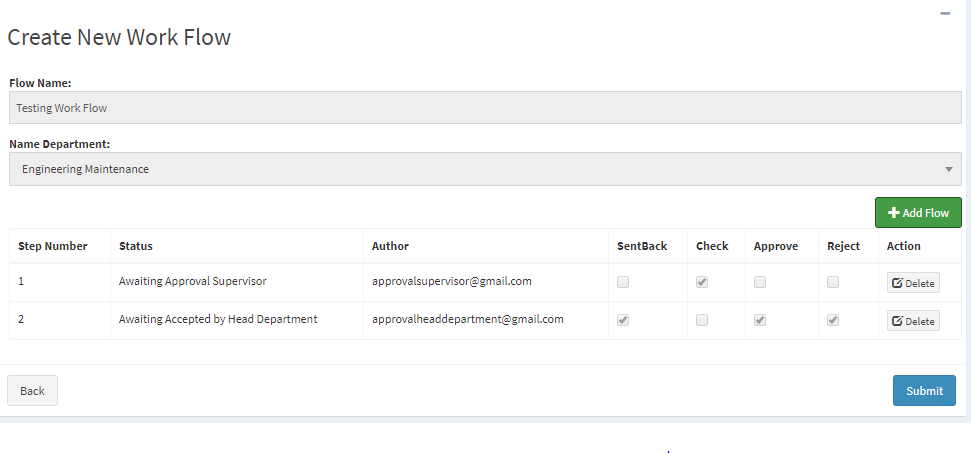 Create New Work Flow
Flow Name:
Testing Work Flow
Name Department:
Engineering Maintenance
Add Flow
Step Number Status Author SentBack Check Approve Reject Action
1 Awaiting Approval Supervisor approvalsupervisor@gmail.com Delete
2 Awaiting Accepted by Head Department approvalheaddepartment@gmail.com Delete
Back Submit